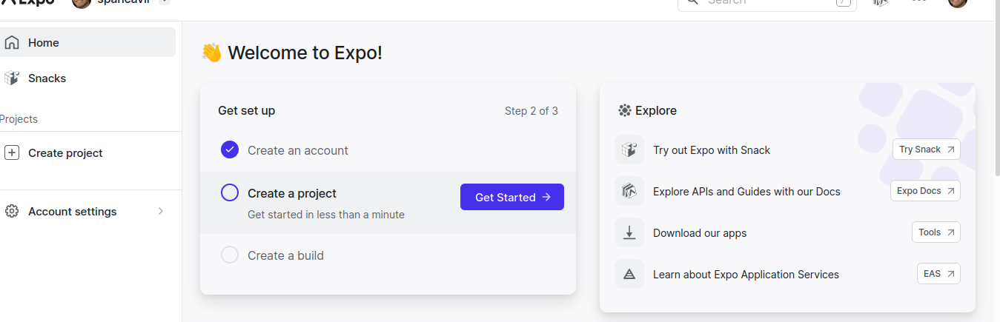 Expo
spancavil
Search
/
Home
Snacks
Projects
Create project
Account settings
👋 Welcome to Expo!
Get set up
Step 2 of 3
Create an account
Create a project
Get started in less than a minute
Get Started →
Create a build
Explore
Try out Expo with Snack
Try Snack
Explore APIs and Guides with our Docs
Expo Docs
Download our apps
Tools
Learn about Expo Application Services
EAS